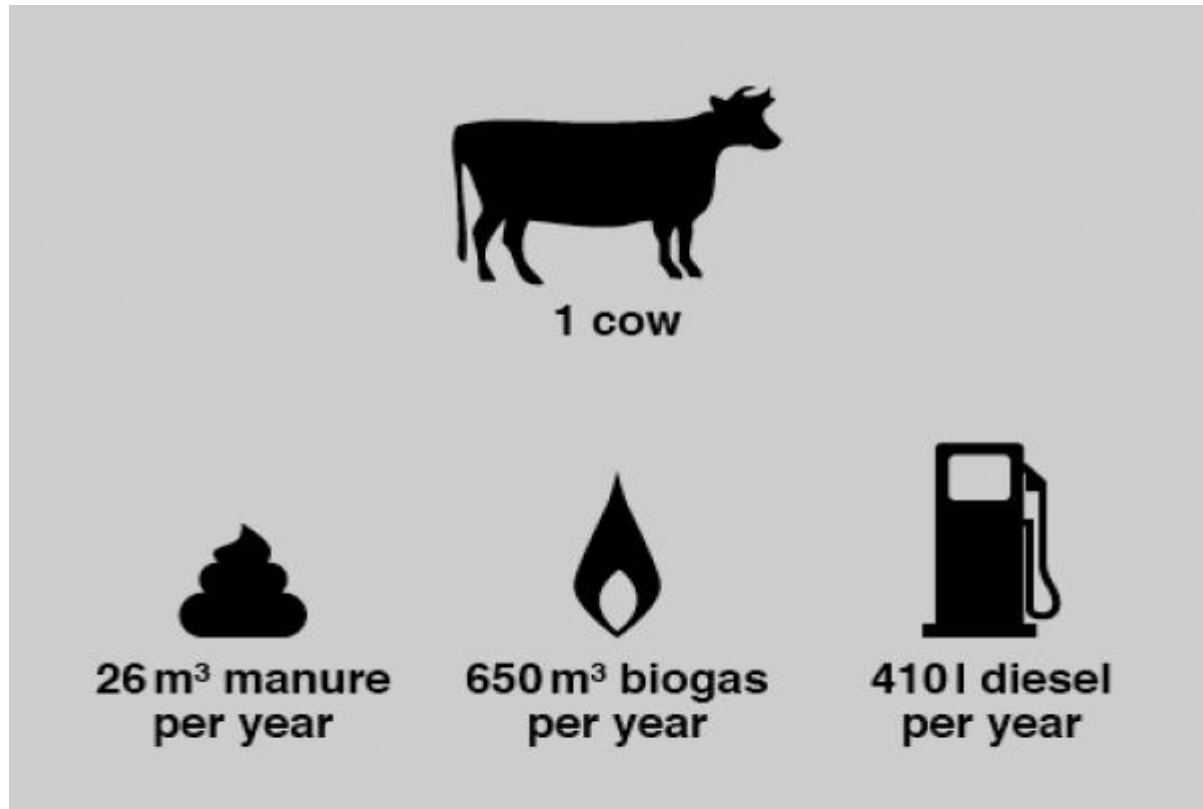 1 cow
26 m³ manure
per year
650 m³ biogas
per year
410 l diesel
per year